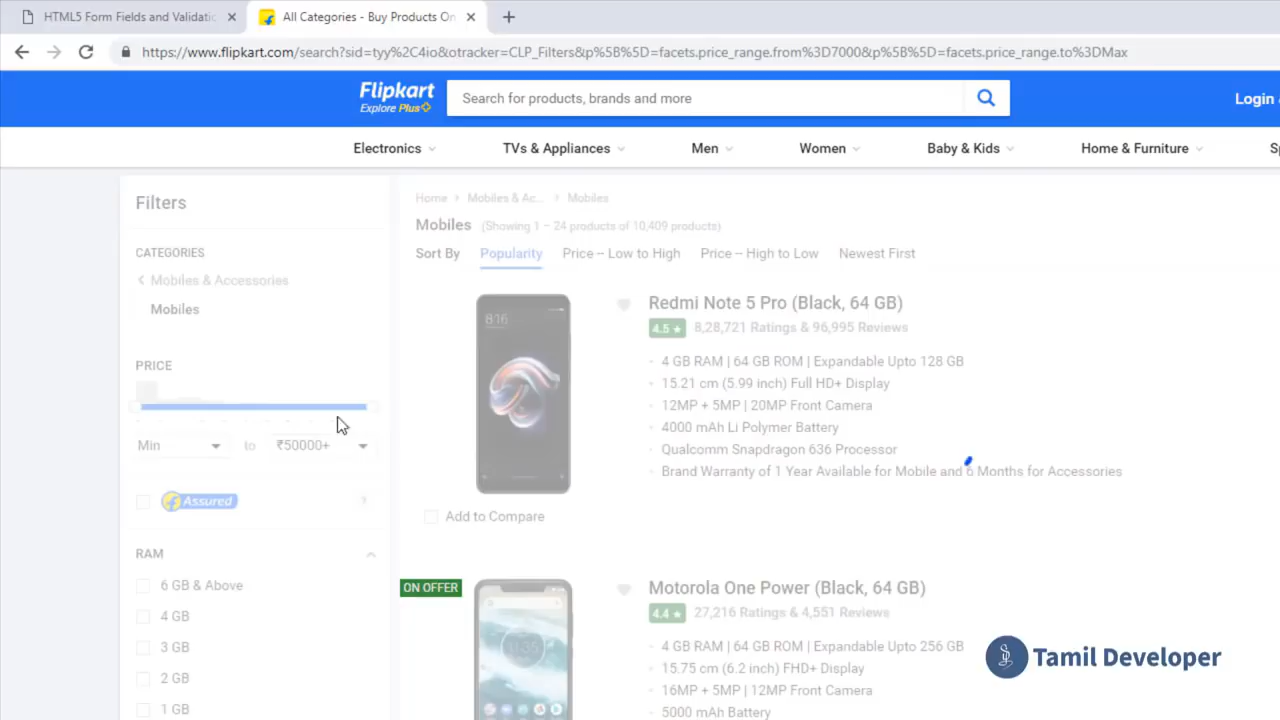 HTML5 Form Fields and Validatio
All Categories - Buy Products On
https://www.flipkart.com/search?sid=tyy%2C4io&otracker=CLP_Filters&p%5B%5D=facets.price_range.from%3D7000&p%5B%5D=facets.price_range.to%3DMax
Flipkart
Explore Plus
Search for products, brands and more
Login
Electronics TVs & Appliances Men Women Baby & Kids Home & Furniture Sp
Filters
CATEGORIES
Mobiles & Accessories
Mobiles
PRICE
Min to ₹50000+
Assured ?
RAM
6 GB & Above
4 GB
3 GB
2 GB
1 GB
Home Mobiles & Ac... Mobiles
Mobiles (Showing 1 – 24 products of 10,409 products)
Sort By Popularity Price -- Low to High Price -- High to Low Newest First
8:16
Redmi Note 5 Pro (Black, 64 GB)
4.5 ★ 8,28,721 Ratings & 96,995 Reviews
4 GB RAM | 64 GB ROM | Expandable Upto 128 GB
15.21 cm (5.99 inch) Full HD+ Display
12MP + 5MP | 20MP Front Camera
4000 mAh Li Polymer Battery
Qualcomm Snapdragon 636 Processor
Brand Warranty of 1 Year Available for Mobile and 6 Months for Accessories
Add to Compare
ON OFFER
11:35
Motorola One Power (Black, 64 GB)
4.4 ★ 27,216 Ratings & 4,551 Reviews
4 GB RAM | 64 GB ROM | Expandable Upto 256 GB
15.75 cm (6.2 inch) FHD+ Display
16MP + 5MP | 12MP Front Camera
5000 mAh Battery
Tamil Developer